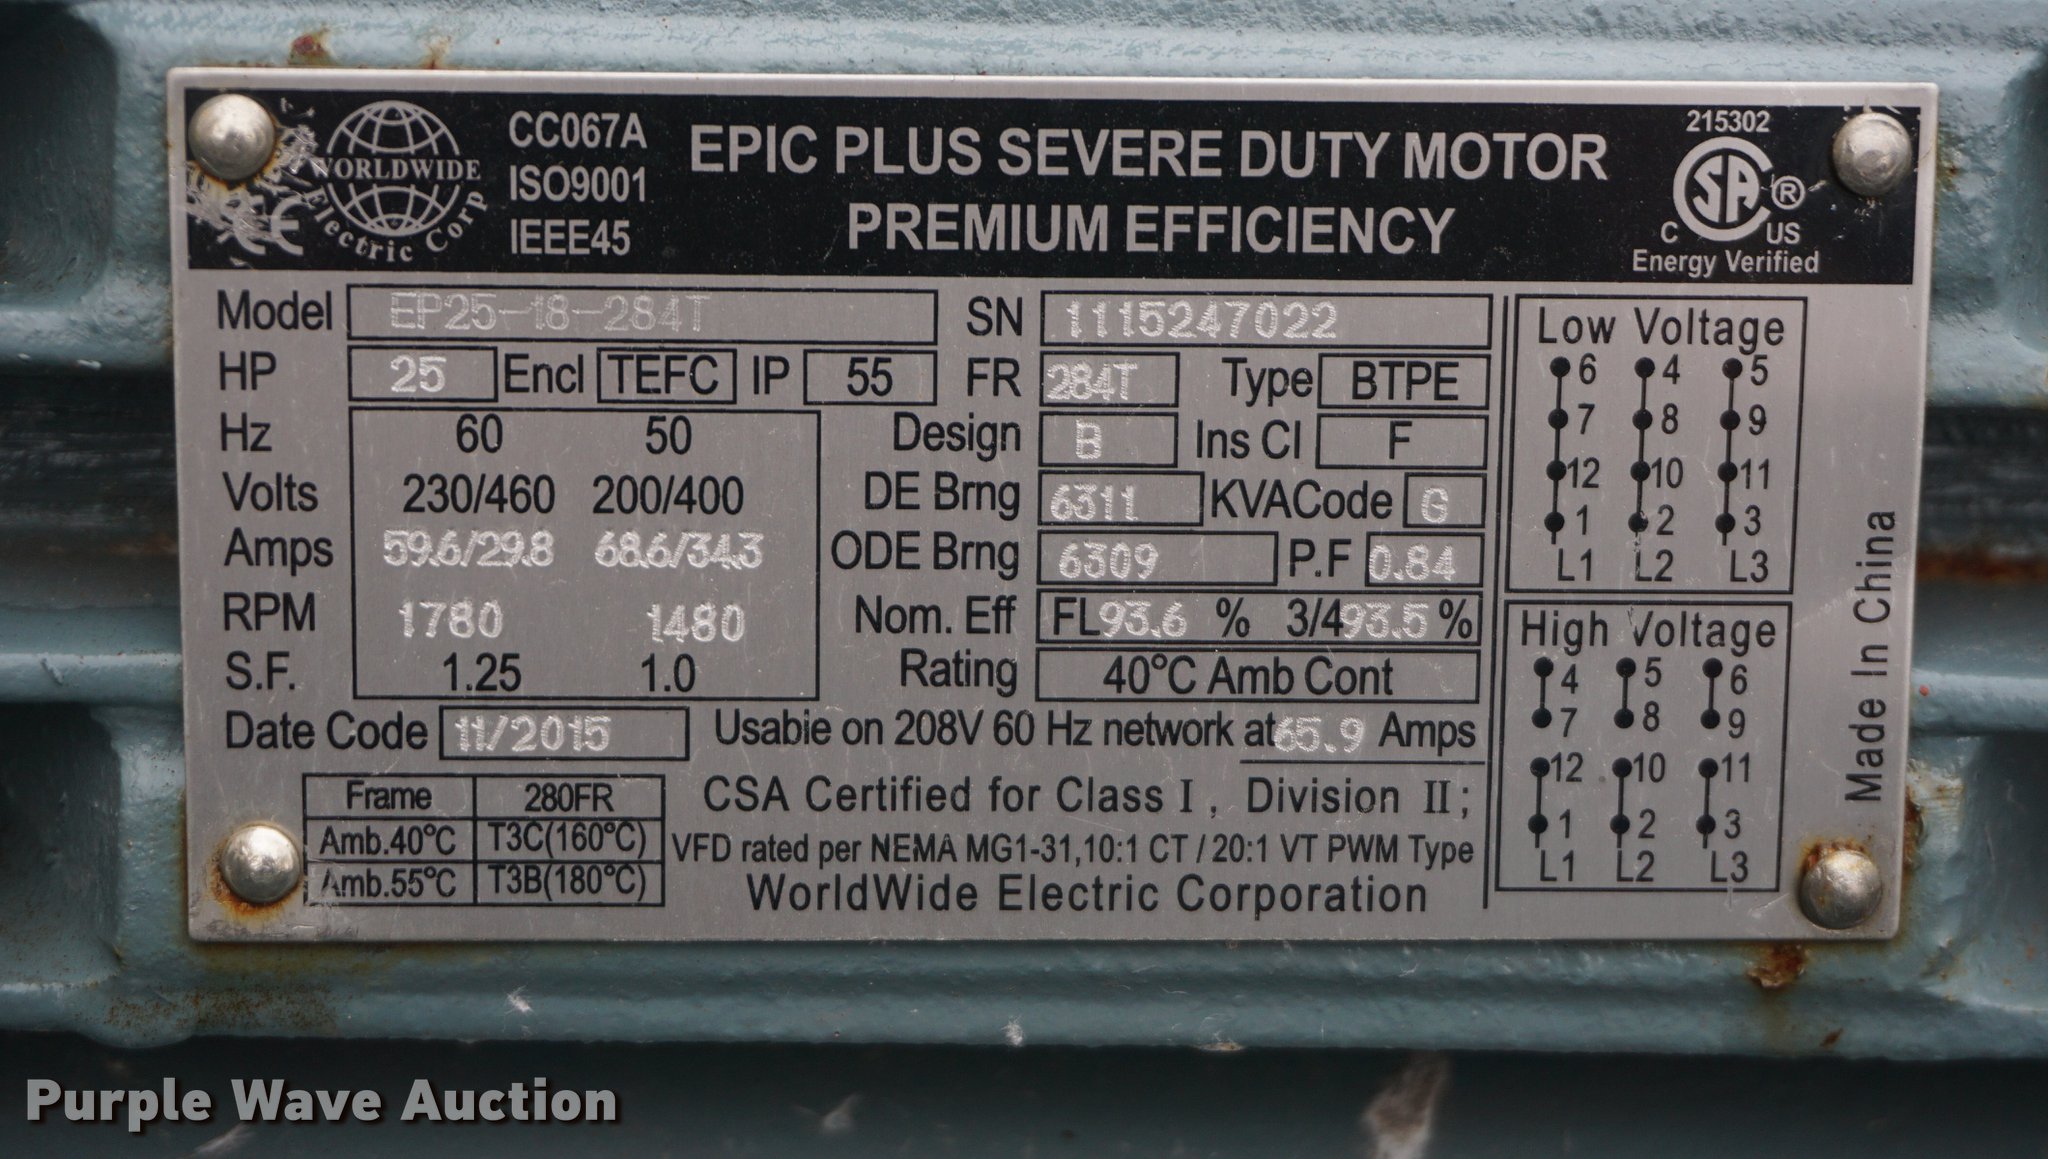 WORLDWIDE
Electric Corp
CC067A
ISO9001
IEEE45
EPIC PLUS SEVERE DUTY MOTOR
PREMIUM EFFICIENCY
215302
CSA ®
C US
Energy Verified
Model EP25-18-284T SN 1115247022
HP 25 Encl TEFC IP 55 FR 284T Type BTPE
Hz 60 50 Design B Ins Cl F
Volts 230/460 200/400 DE Brng 6311 KVACode G
Amps 59.6/29.8 68.6/34.3 ODE Brng 6309 P.F 0.84
RPM 1780 1480 Nom. Eff FL 93.6 % 3/4 93.5 %
S.F. 1.25 1.0 Rating 40°C Amb Cont
Date Code 11/2015 Usabie on 208V 60 Hz network at 65.9 Amps
Frame 280FR
Amb.40°C T3C(160°C)
Amb.55°C T3B(180°C)
CSA Certified for Class I , Division II;
VFD rated per NEMA MG1-31,10:1 CT / 20:1 VT PWM Type
WorldWide Electric Corporation
Low Voltage
6 4 5
7 8 9
12 10 11
1 2 3
L1 L2 L3
High Voltage
4 5 6
7 8 9
12 10 11
1 2 3
L1 L2 L3
Made In China
Purple Wave Auction